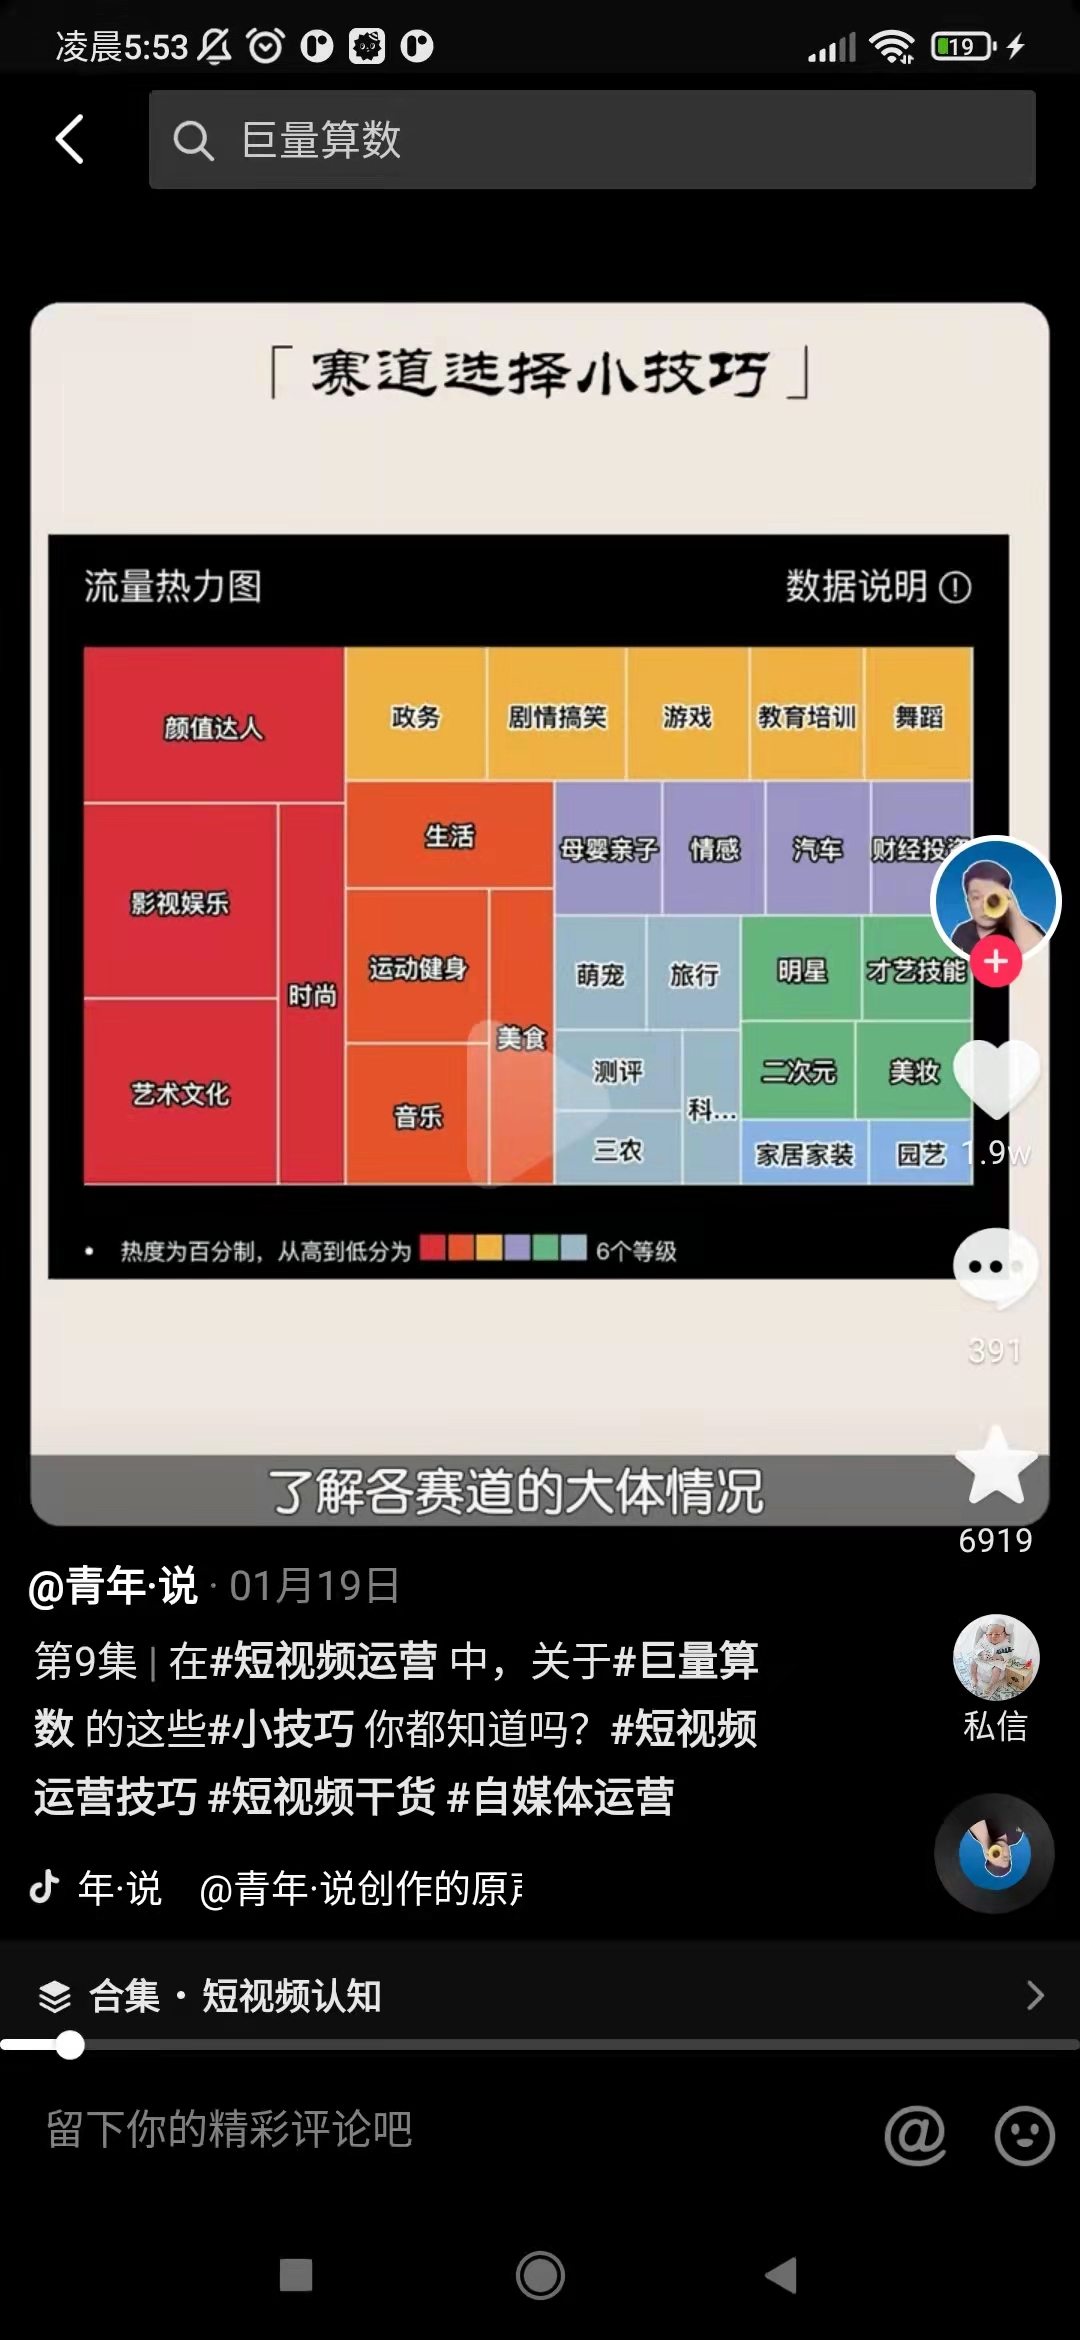 凌晨5:53
19
巨量算数
「赛道选择小技巧」
流量热力图
数据说明
颜值达人
政务
剧情搞笑
游戏
教育培训
舞蹈
生活
母婴亲子
情感
汽车
财经投资
影视娱乐
时尚
运动健身
美食
萌宠
旅行
明星
才艺技能
艺术文化
音乐
测评
科...
二次元
美妆
三农
家居家装
园艺
1.9w
• 热度为百分制，从高到低分为 6个等级
391
了解各赛道的大体情况
6919
@青年·说 · 01月19日
第9集 | 在#短视频运营 中，关于#巨量算
数 的这些#小技巧 你都知道吗？#短视频
运营技巧 #短视频干货 #自媒体运营
私信
年·说 @青年·说创作的原声
合集 · 短视频认知
留下你的精彩评论吧